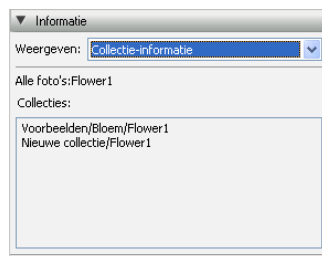 Informatie
Weergeven: Collectie-informatie
Alle foto's:Flower1
Collecties:
Voorbeelden/Bloem/Flower1
Nieuwe collectie/Flower1